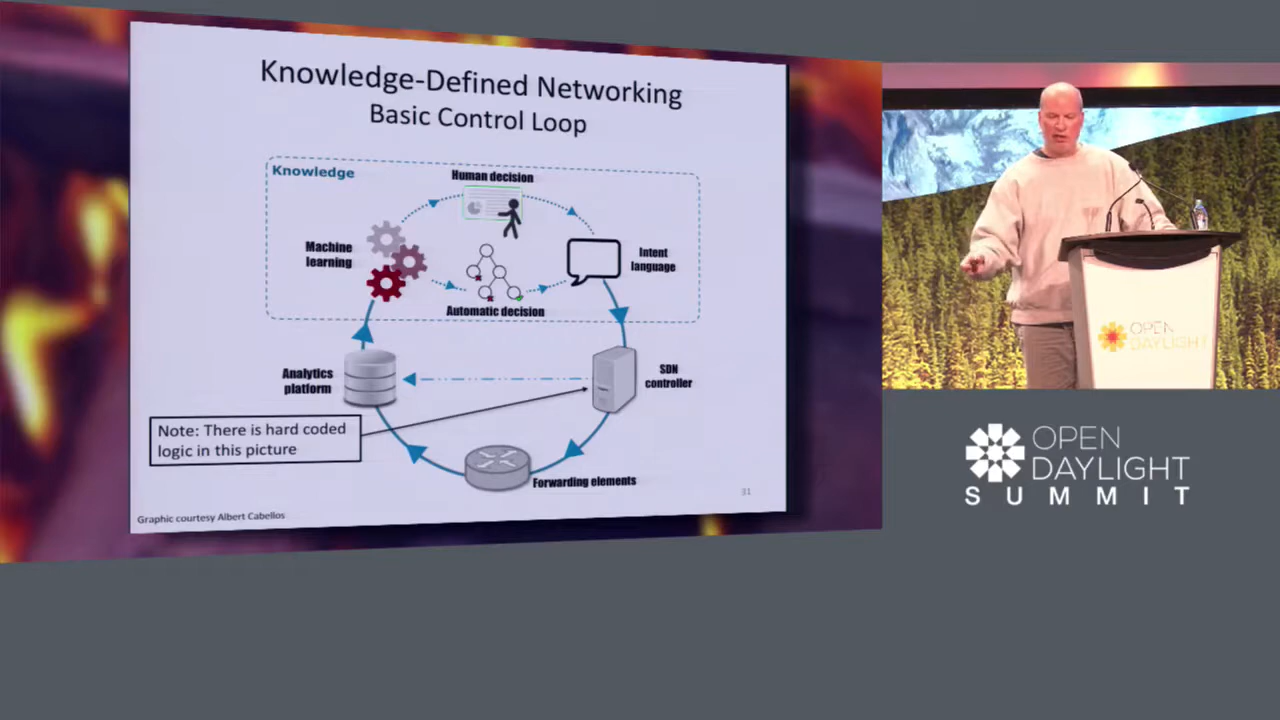 Knowledge-Defined Networking
Basic Control Loop
Knowledge
Human decision
Machine
learning
Intent
language
Automatic decision
Analytics
platform
SDN
controller
Note: There is hard coded
logic in this picture
Forwarding elements
31
Graphic courtesy Albert Cabellos
OPEN
DAYLIGHT
OPEN
DAYLIGHT
SUMMIT